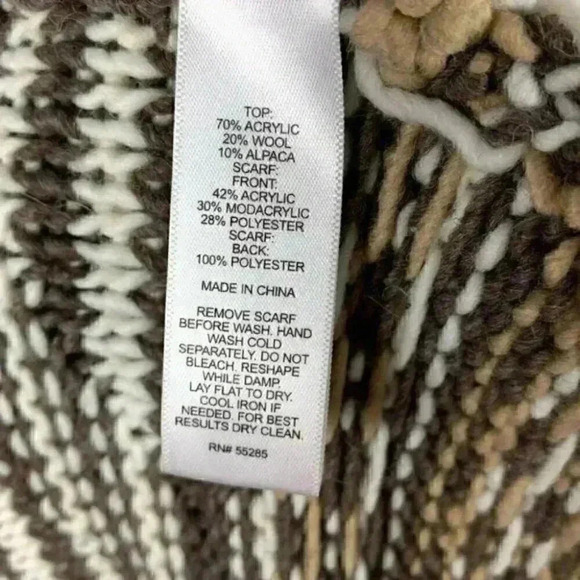 TOP:
70% ACRYLIC
20% WOOL
10% ALPACA
SCARF:
FRONT:
42% ACRYLIC
30% MODACRYLIC
28% POLYESTER
SCARF:
BACK:
100% POLYESTER
MADE IN CHINA
REMOVE SCARF
BEFORE WASH. HAND
WASH COLD
SEPARATELY. DO NOT
BLEACH. RESHAPE
WHILE DAMP.
LAY FLAT TO DRY.
COOL IRON IF
NEEDED. FOR BEST
RESULTS DRY CLEAN.
RN# 55285